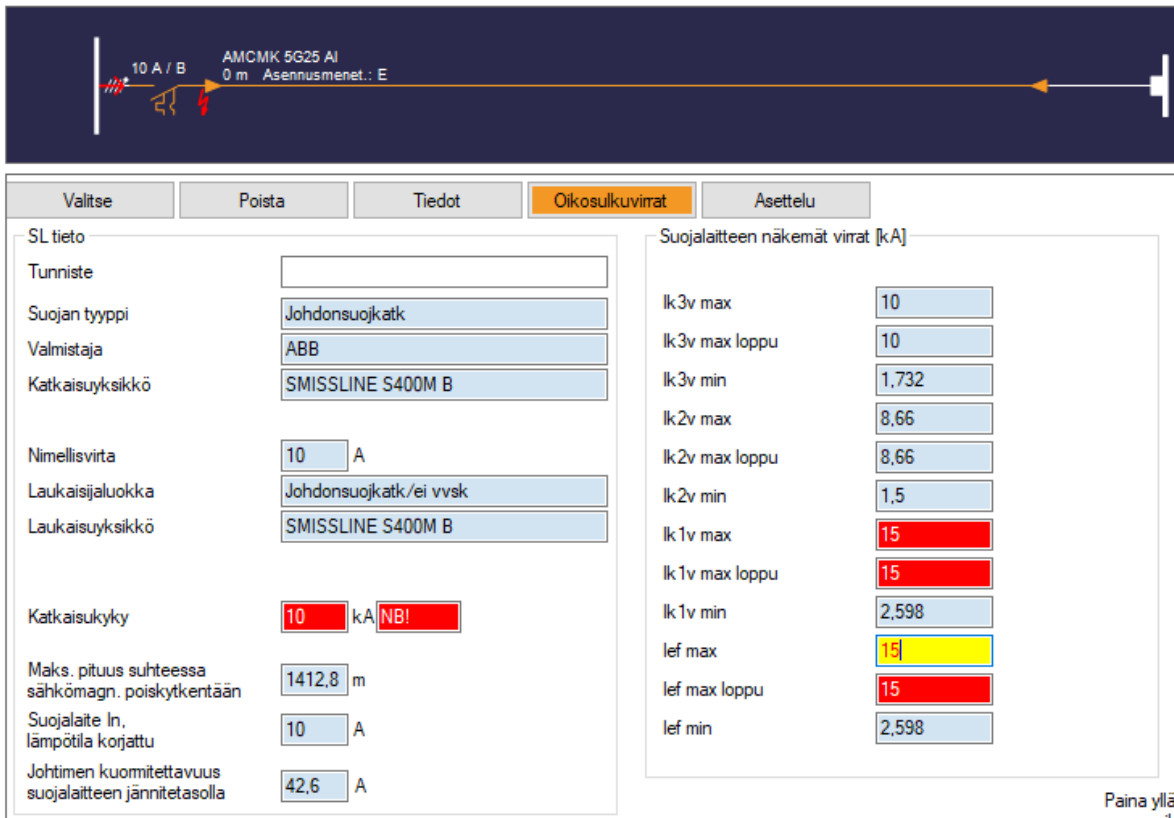 10 A / B
AMCMK 5G25 Al
0 m Asennusmenet.: E
Valitse Poista Tiedot Oikosulkuvirrat Asettelu
SL tieto
Tunniste
Suojan tyyppi Johdonsuojkatk
Valmistaja ABB
Katkaisuyksikkö SMISSLINE S400M B
Nimellisvirta 10 A
Laukaisijaluokka Johdonsuojkatk/ei vvsk
Laukaisuyksikkö SMISSLINE S400M B
Katkaisukyky 10 kA NB!
Maks. pituus suhteessa
sähkömagn. poiskytkentään 1412,8 m
Suojalaite In,
lämpötila korjattu 10 A
Johtimen kuormitettavuus
suojalaitteen jännitetasolla 42,6 A
Suojalaitteen näkemät virrat [kA]
Ik3v max 10
Ik3v max loppu 10
Ik3v min 1,732
Ik2v max 8,66
Ik2v max loppu 8,66
Ik2v min 1,5
Ik1v max 15
Ik1v max loppu 15
Ik1v min 2,598
Ief max 15
Ief max loppu 15
Ief min 2,598
Paina yllä